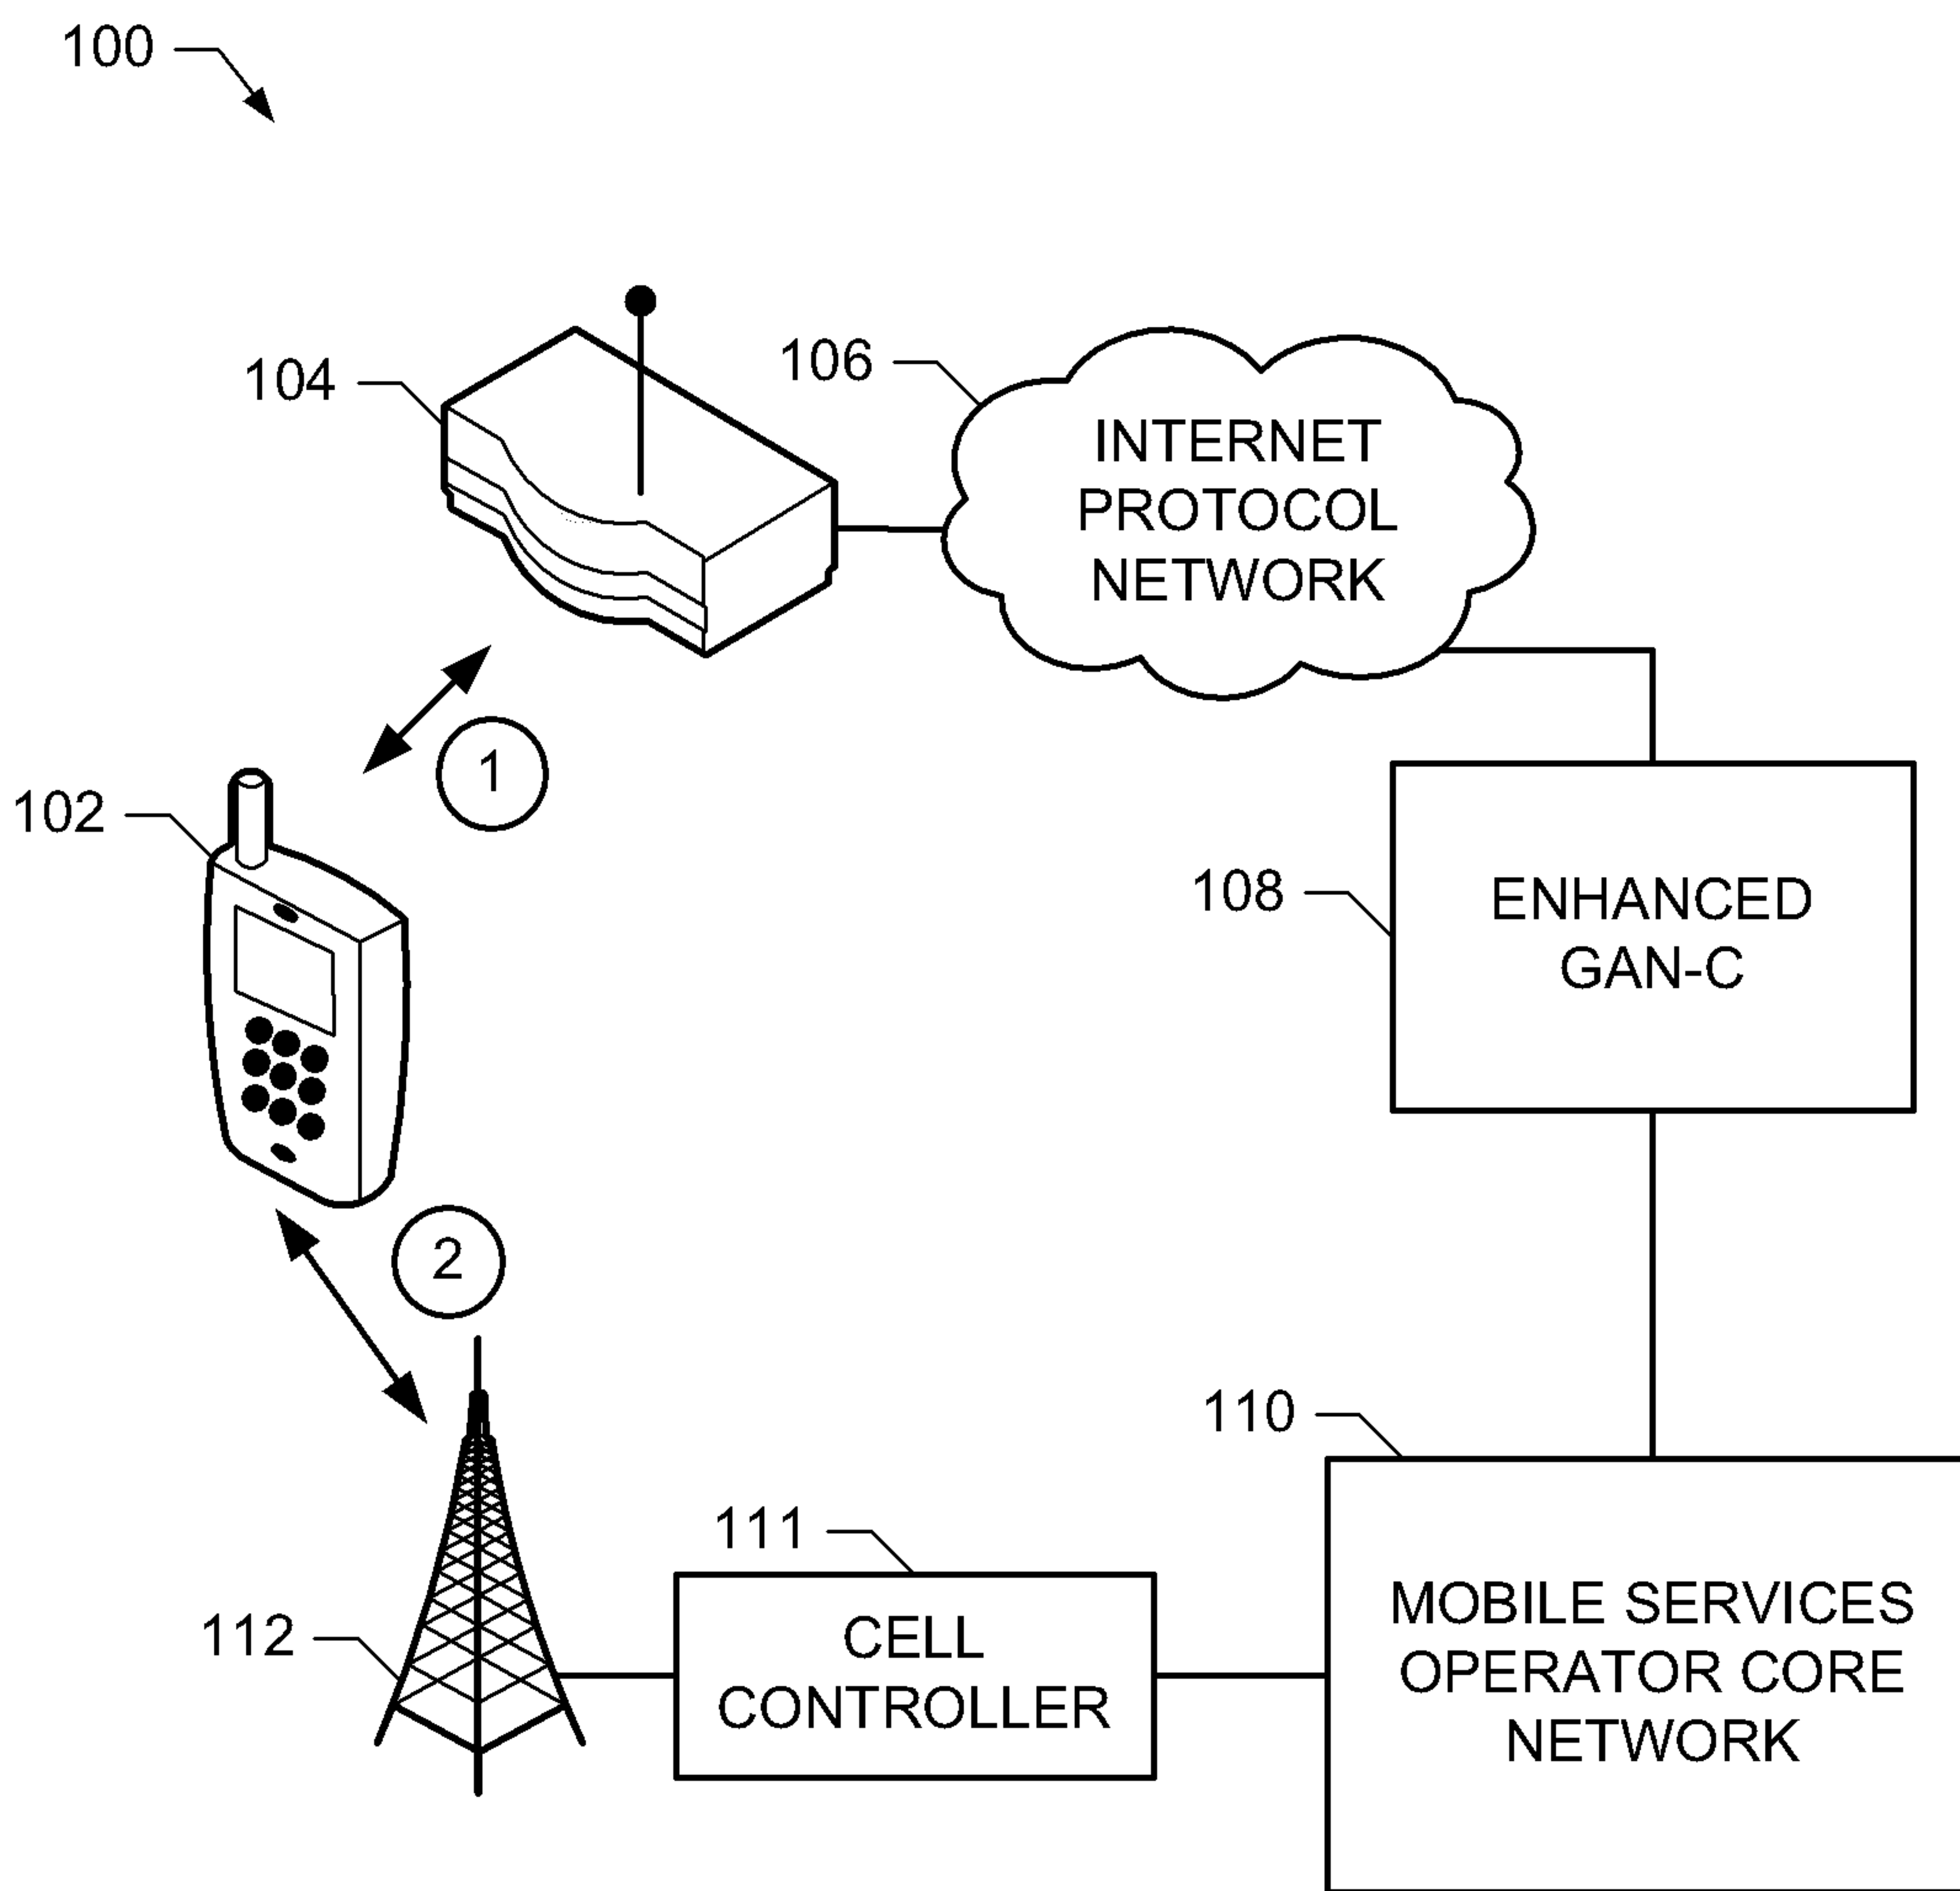 100
104
106
INTERNET
PROTOCOL
NETWORK
1
102
108
ENHANCED
GAN-C
2
110
111
112
CELL
CONTROLLER
MOBILE SERVICES
OPERATOR CORE
NETWORK